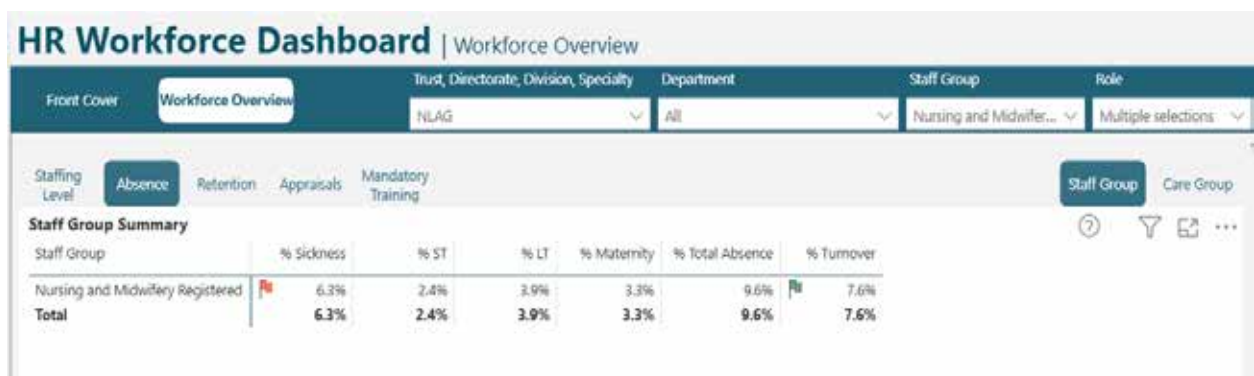 HR Workforce Dashboard | Workforce Overview
Front Cover
Workforce Overview
Trust, Directorate, Division, Specialty
NLAG
Department
All
Staff Group
Nursing and Midwifer...
Role
Multiple selections
Staffing
Level
Absence
Retention
Appraisals
Mandatory
Training
Staff Group
Care Group
Staff Group Summary
Staff Group % Sickness % ST % LT % Maternity % Total Absence % Turnover
Nursing and Midwifery Registered 6.3% 2.4% 3.9% 3.3% 9.6% 7.6%
Total 6.3% 2.4% 3.9% 3.3% 9.6% 7.6%